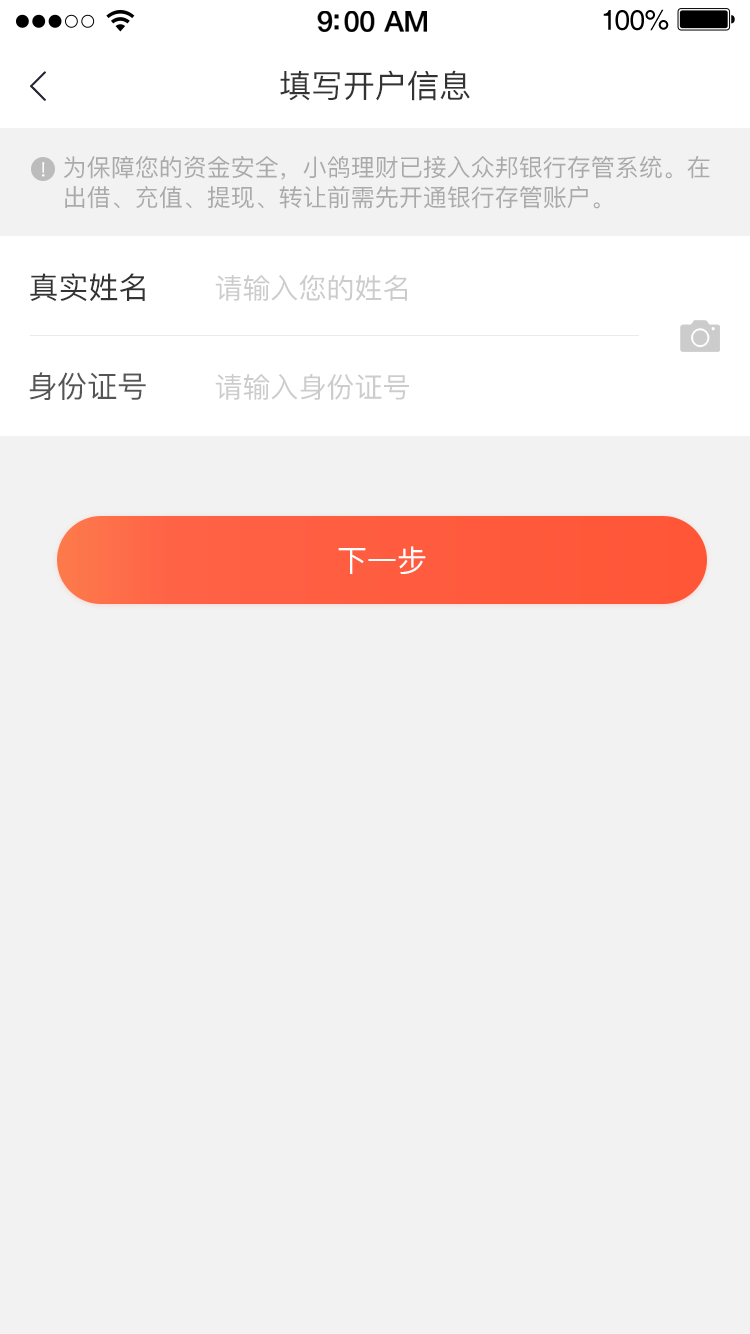 9:00 AM
100%
填写开户信息
为保障您的资金安全，小鸽理财已接入众邦银行存管系统。在
出借、充值、提现、转让前需先开通银行存管账户。
真实姓名
请输入您的姓名
身份证号
请输入身份证号
下一步